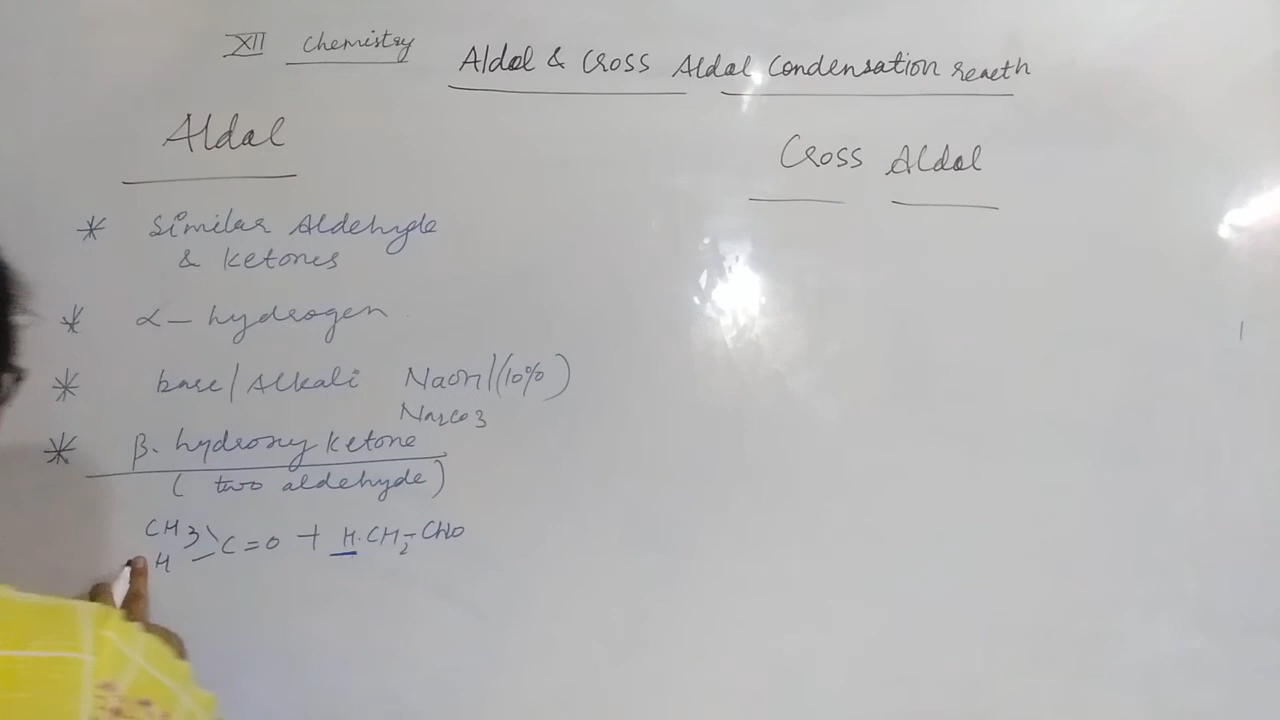 XII Chemistry
Aldol & Cross Aldol Condensation
Aldol
* Similar Aldehyde
& Ketones
* α- hydrogen
* base/Alkali NaOH/(10%)
Na2CO3
* β. hydroxy ketone
( two aldehyde)
CH3
H
C=O + H.CH2-CHO
Cross Aldol